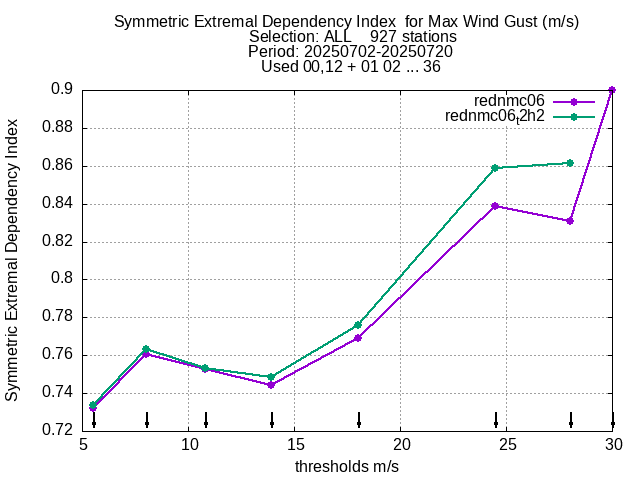 Symmetric Extremal Dependency Index  for Max Wind Gust (m/s)
Selection: ALL    927 stations
Period: 20250702-20250720
Used 00,12 + 01 02 ... 36
Symmetric Extremal Dependency Index
0.9
0.88
0.86
0.84
0.82
0.8
0.78
0.76
0.74
0.72
rednmc06
rednmc06t2h2
5
10
15
20
25
30
thresholds m/s